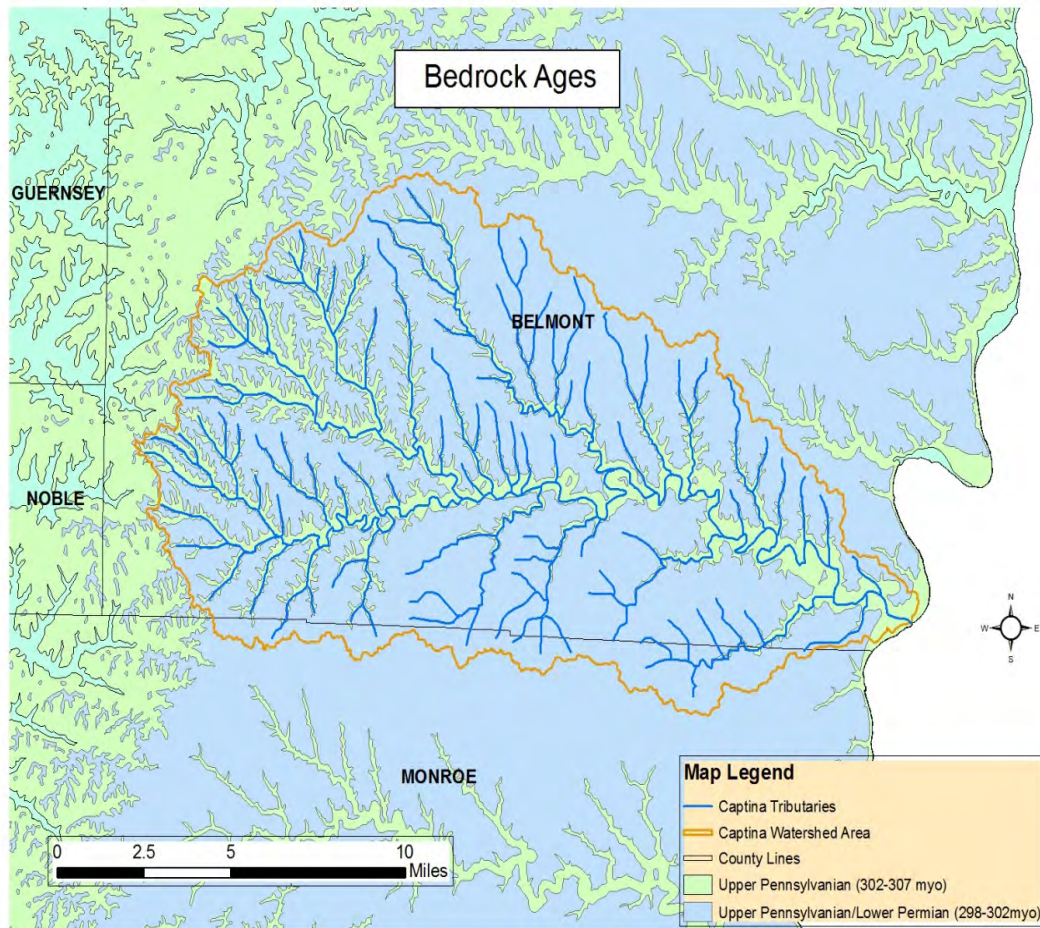 Bedrock Ages
GUERNSEY
BELMONT
NOBLE
N
W E
S
MONROE
Map Legend
Captina Tributaries
Captina Watershed Area
County Lines
Upper Pennsylvanian (302-307 myo)
Upper Pennsylvanian/Lower Permian (298-302myo)
0 2.5 5 10
Miles